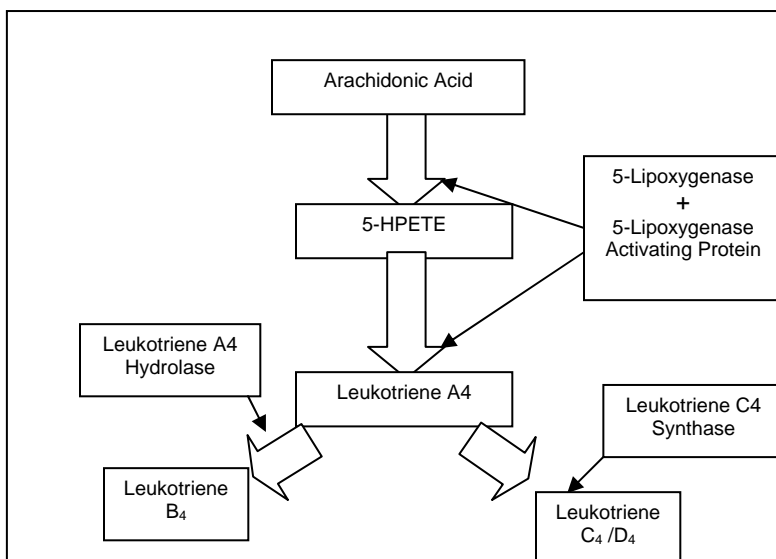 Arachidonic Acid
5-HPETE
5-Lipoxygenase
+
5-Lipoxygenase
Activating Protein
Leukotriene A4
Hydrolase
Leukotriene A4
Leukotriene C4
Synthase
Leukotriene
B₄
Leukotriene
C₄ /D₄